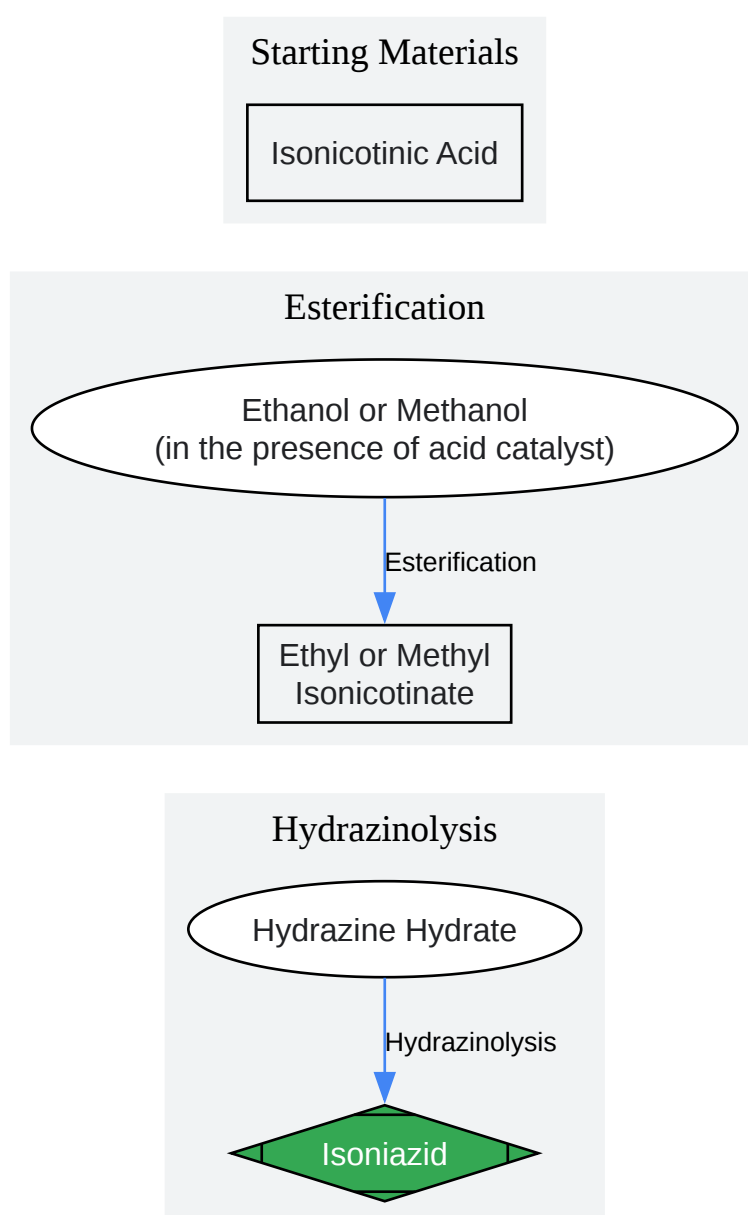 Starting Materials
Isonicotinic Acid
Esterification
Ethanol or Methanol
(in the presence of acid catalyst)
Esterification
Ethyl or Methyl
Isonicotinate
Hydrazinolysis
Hydrazine Hydrate
Hydrazinolysis
Isoniazid